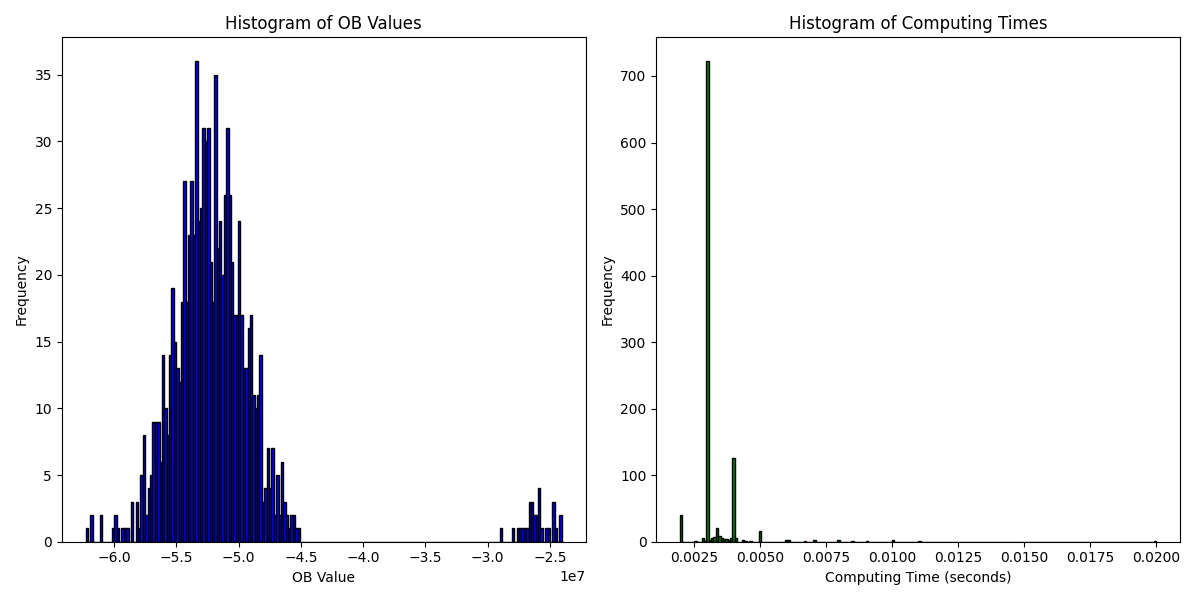 Histogram of OB Values
Frequency
35
30
25
20
15
10
5
0
−6.0 −5.5 −5.0 −4.5 −4.0 −3.5 −3.0 −2.5
OB Value
1e7
Histogram of Computing Times
Frequency
700
600
500
400
300
200
100
0
0.0025 0.0050 0.0075 0.0100 0.0125 0.0150 0.0175 0.0200
Computing Time (seconds)